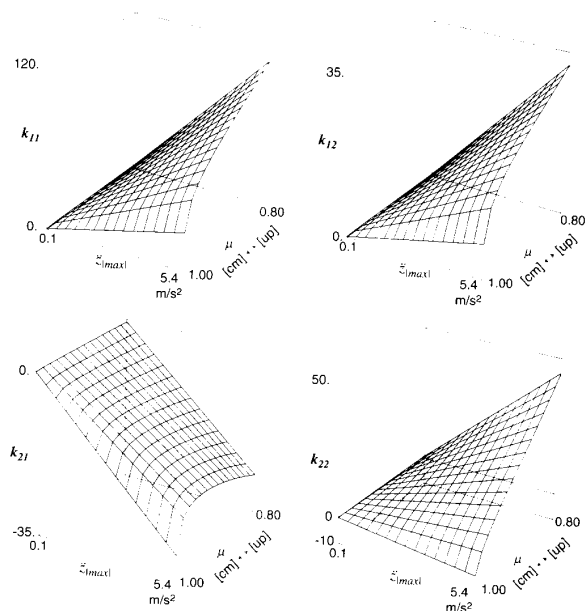 120.
k11
0.
0.1
z̈|max|
5.4
m/s²
1.00
μ
[cm] •• [up]
0.80
35.
k12
0.
0.1
z̈|max|
5.4
m/s²
1.00
μ
[cm] •• [up]
0.80
0.
k21
-35.
0.1
z̈|max|
5.4
m/s²
1.00
μ
[cm] •• [up]
0.80
50.
k22
0
-10.
0.1
z̈|max|
5.4
m/s²
1.00
μ
[cm] •• [up]
0.80